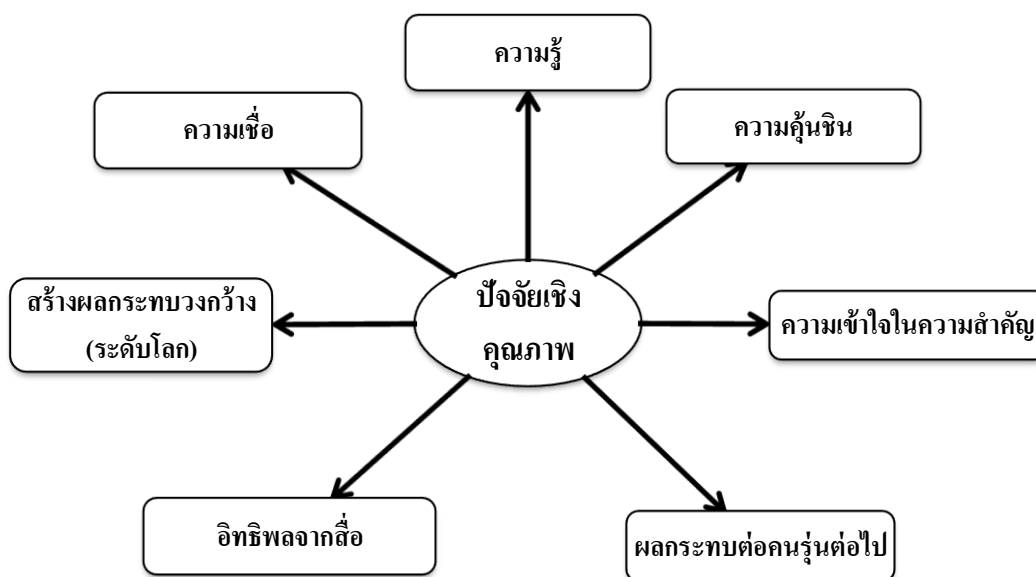 ความรู้
ความเชื่อ
ความคุ้นชิน
ปัจจัยเชิง
คุณภาพ
สร้างผลกระทบวงกว้าง
(ระดับโลก)
ความเข้าใจในความสำคัญ
อิทธิพลจากสื่อ
ผลกระทบต่อคนรุ่นต่อไป